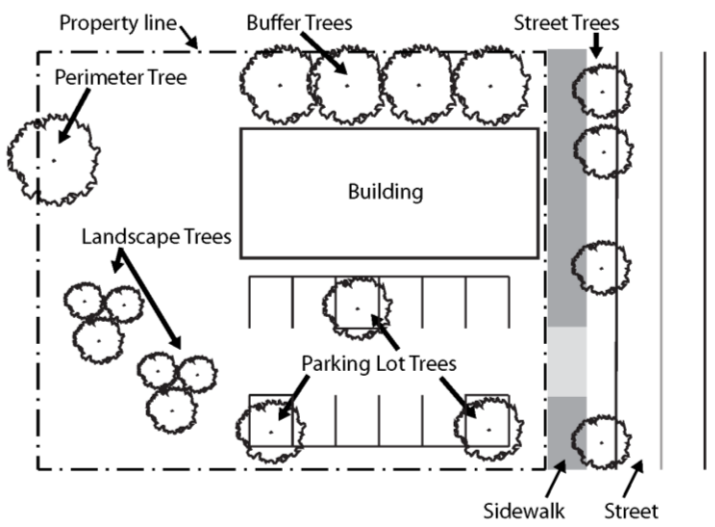 Property line
Buffer Trees
Street Trees
Perimeter Tree
Building
Landscape Trees
Parking Lot Trees
Sidewalk
Street